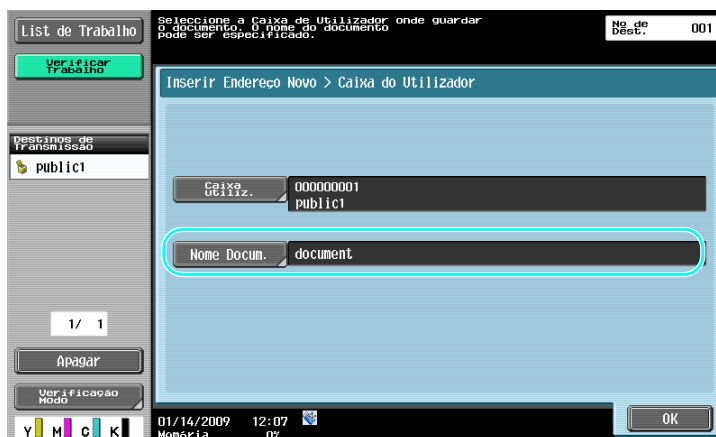 List de Trabalho
Verificar
Trabalho
Seleccione a Caixa de Utilizador onde guardar
o documento. O nome do documento
pode ser especificado.
Nº de
Dest.
001
Inserir Endereço Novo > Caixa do Utilizador
Destinos de
Transmissão
public1
Caixa
Utiliz.
000000001
public1
Nome Docum.
document
1/ 1
Apagar
Verificação
Modo
Y M C K
01/14/2009 12:07
Memória 0%
OK